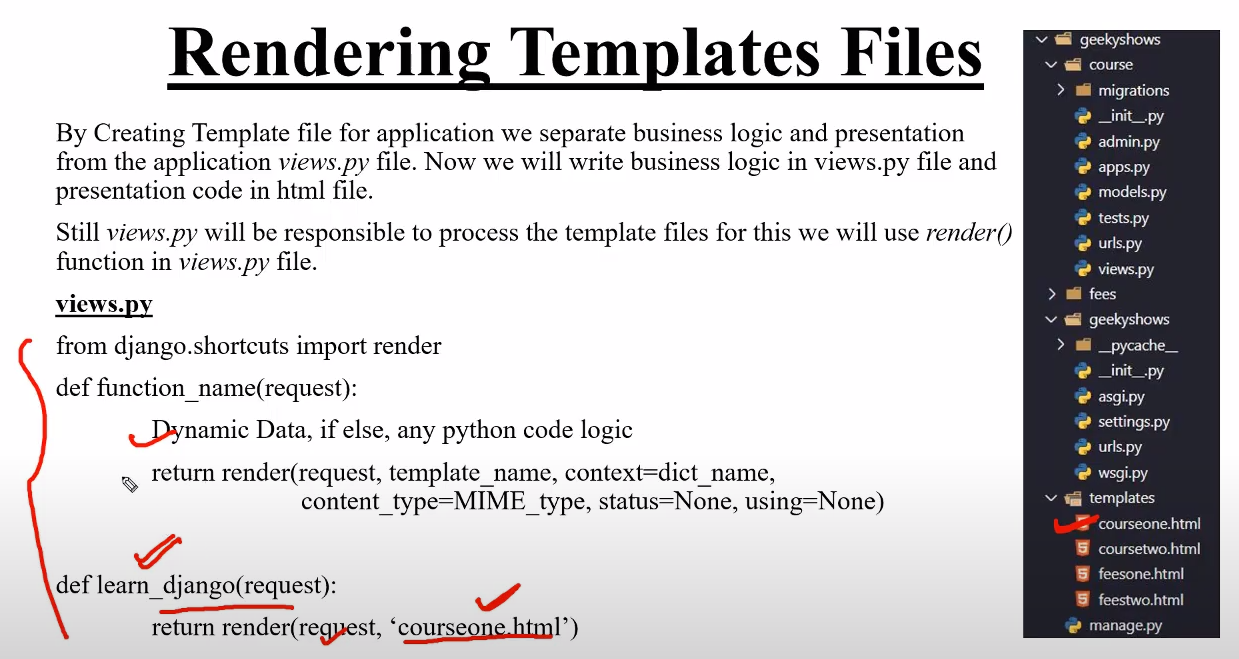 Rendering Templates Files
By Creating Template file for application we separate business logic and presentation
from the application views.py file. Now we will write business logic in views.py file and
presentation code in html file.
Still views.py will be responsible to process the template files for this we will use render()
function in views.py file.
views.py
from django.shortcuts import render
def function_name(request):
Dynamic Data, if else, any python code logic
return render(request, template_name, context=dict_name,
content_type=MIME_type, status=None, using=None)
def learn_django(request):
return render(request, ‘courseone.html’)
geekyshows
course
migrations
__init__.py
admin.py
apps.py
models.py
tests.py
urls.py
views.py
fees
geekyshows
__pycache__
__init__.py
asgi.py
settings.py
urls.py
wsgi.py
templates
courseone.html
coursetwo.html
feesone.html
feestwo.html
manage.py